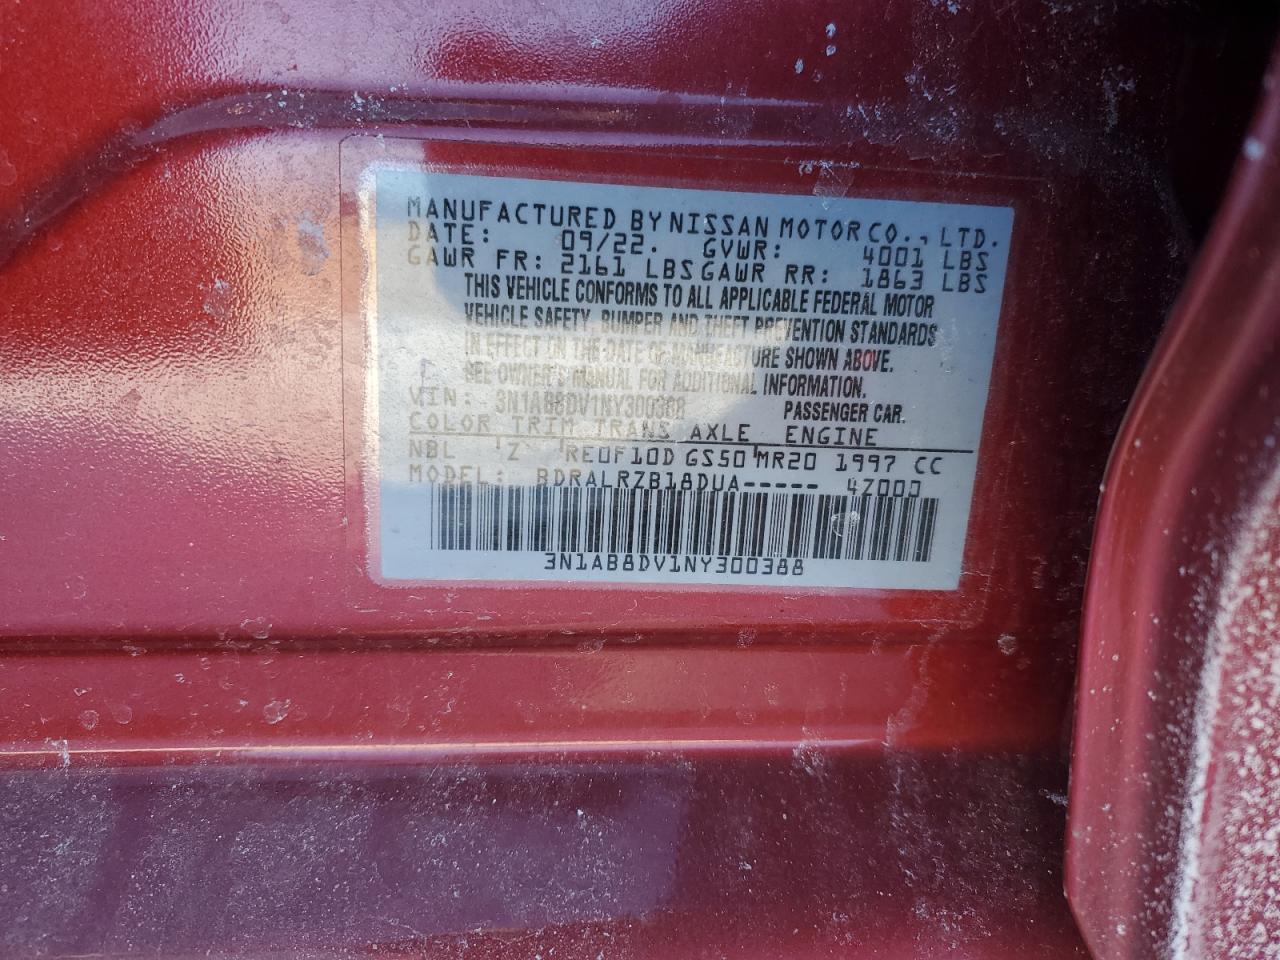 MANUFACTURED BY NISSAN MOTOR CO., LTD.
DATE: 09/22. GVWR: 4001 LBS
GAWR FR: 2161 LBS GAWR RR: 1863 LBS
THIS VEHICLE CONFORMS TO ALL APPLICABLE FEDERAL MOTOR
VEHICLE SAFETY, BUMPER AND THEFT PREVENTION STANDARDS
IN EFFECT ON THE DATE OF MANUFACTURE SHOWN ABOVE.
SEE OWNER'S MANUAL FOR ADDITIONAL INFORMATION.
VIN: 3N1AB8DV1NY300388 PASSENGER CAR.
COLOR TRIM TRANS AXLE ENGINE
NBL Z RE0F10D GS50 MR20 1997 CC
MODEL: BDRALRZB18DUA----- 4Z000
3N1AB8DV1NY300388